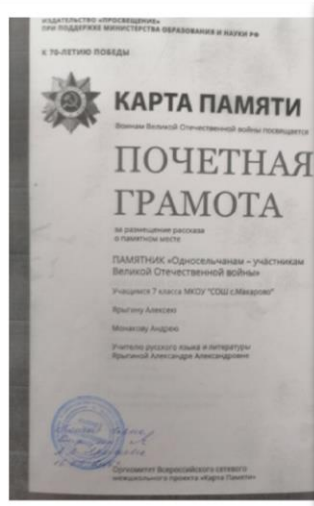 ИЗДАТЕЛЬСТВО «ПРОСВЕЩЕНИЕ»
ПРИ ПОДДЕРЖКЕ МИНИСТЕРСТВА ОБРАЗОВАНИЯ И НАУКИ РФ
К 70-ЛЕТИЮ ПОБЕДЫ
КАРТА ПАМЯТИ
Воинам Великой Отечественной войны посвящается
ПОЧЕТНАЯ
ГРАМОТА
за размещение рассказа
о памятном месте
ПАМЯТНИК «Односельчанам – участникам
Великой Отечественной войны»
Учащимся 7 класса МКОУ "СОШ с.Макарово"
Ярыгину Алексею
Монакову Андрею
Учителю русского языка и литературы
Ярыгиной Александре Александровне
Оргкомитет Всероссийского сетевого
межшкольного проекта «Карта Памяти»